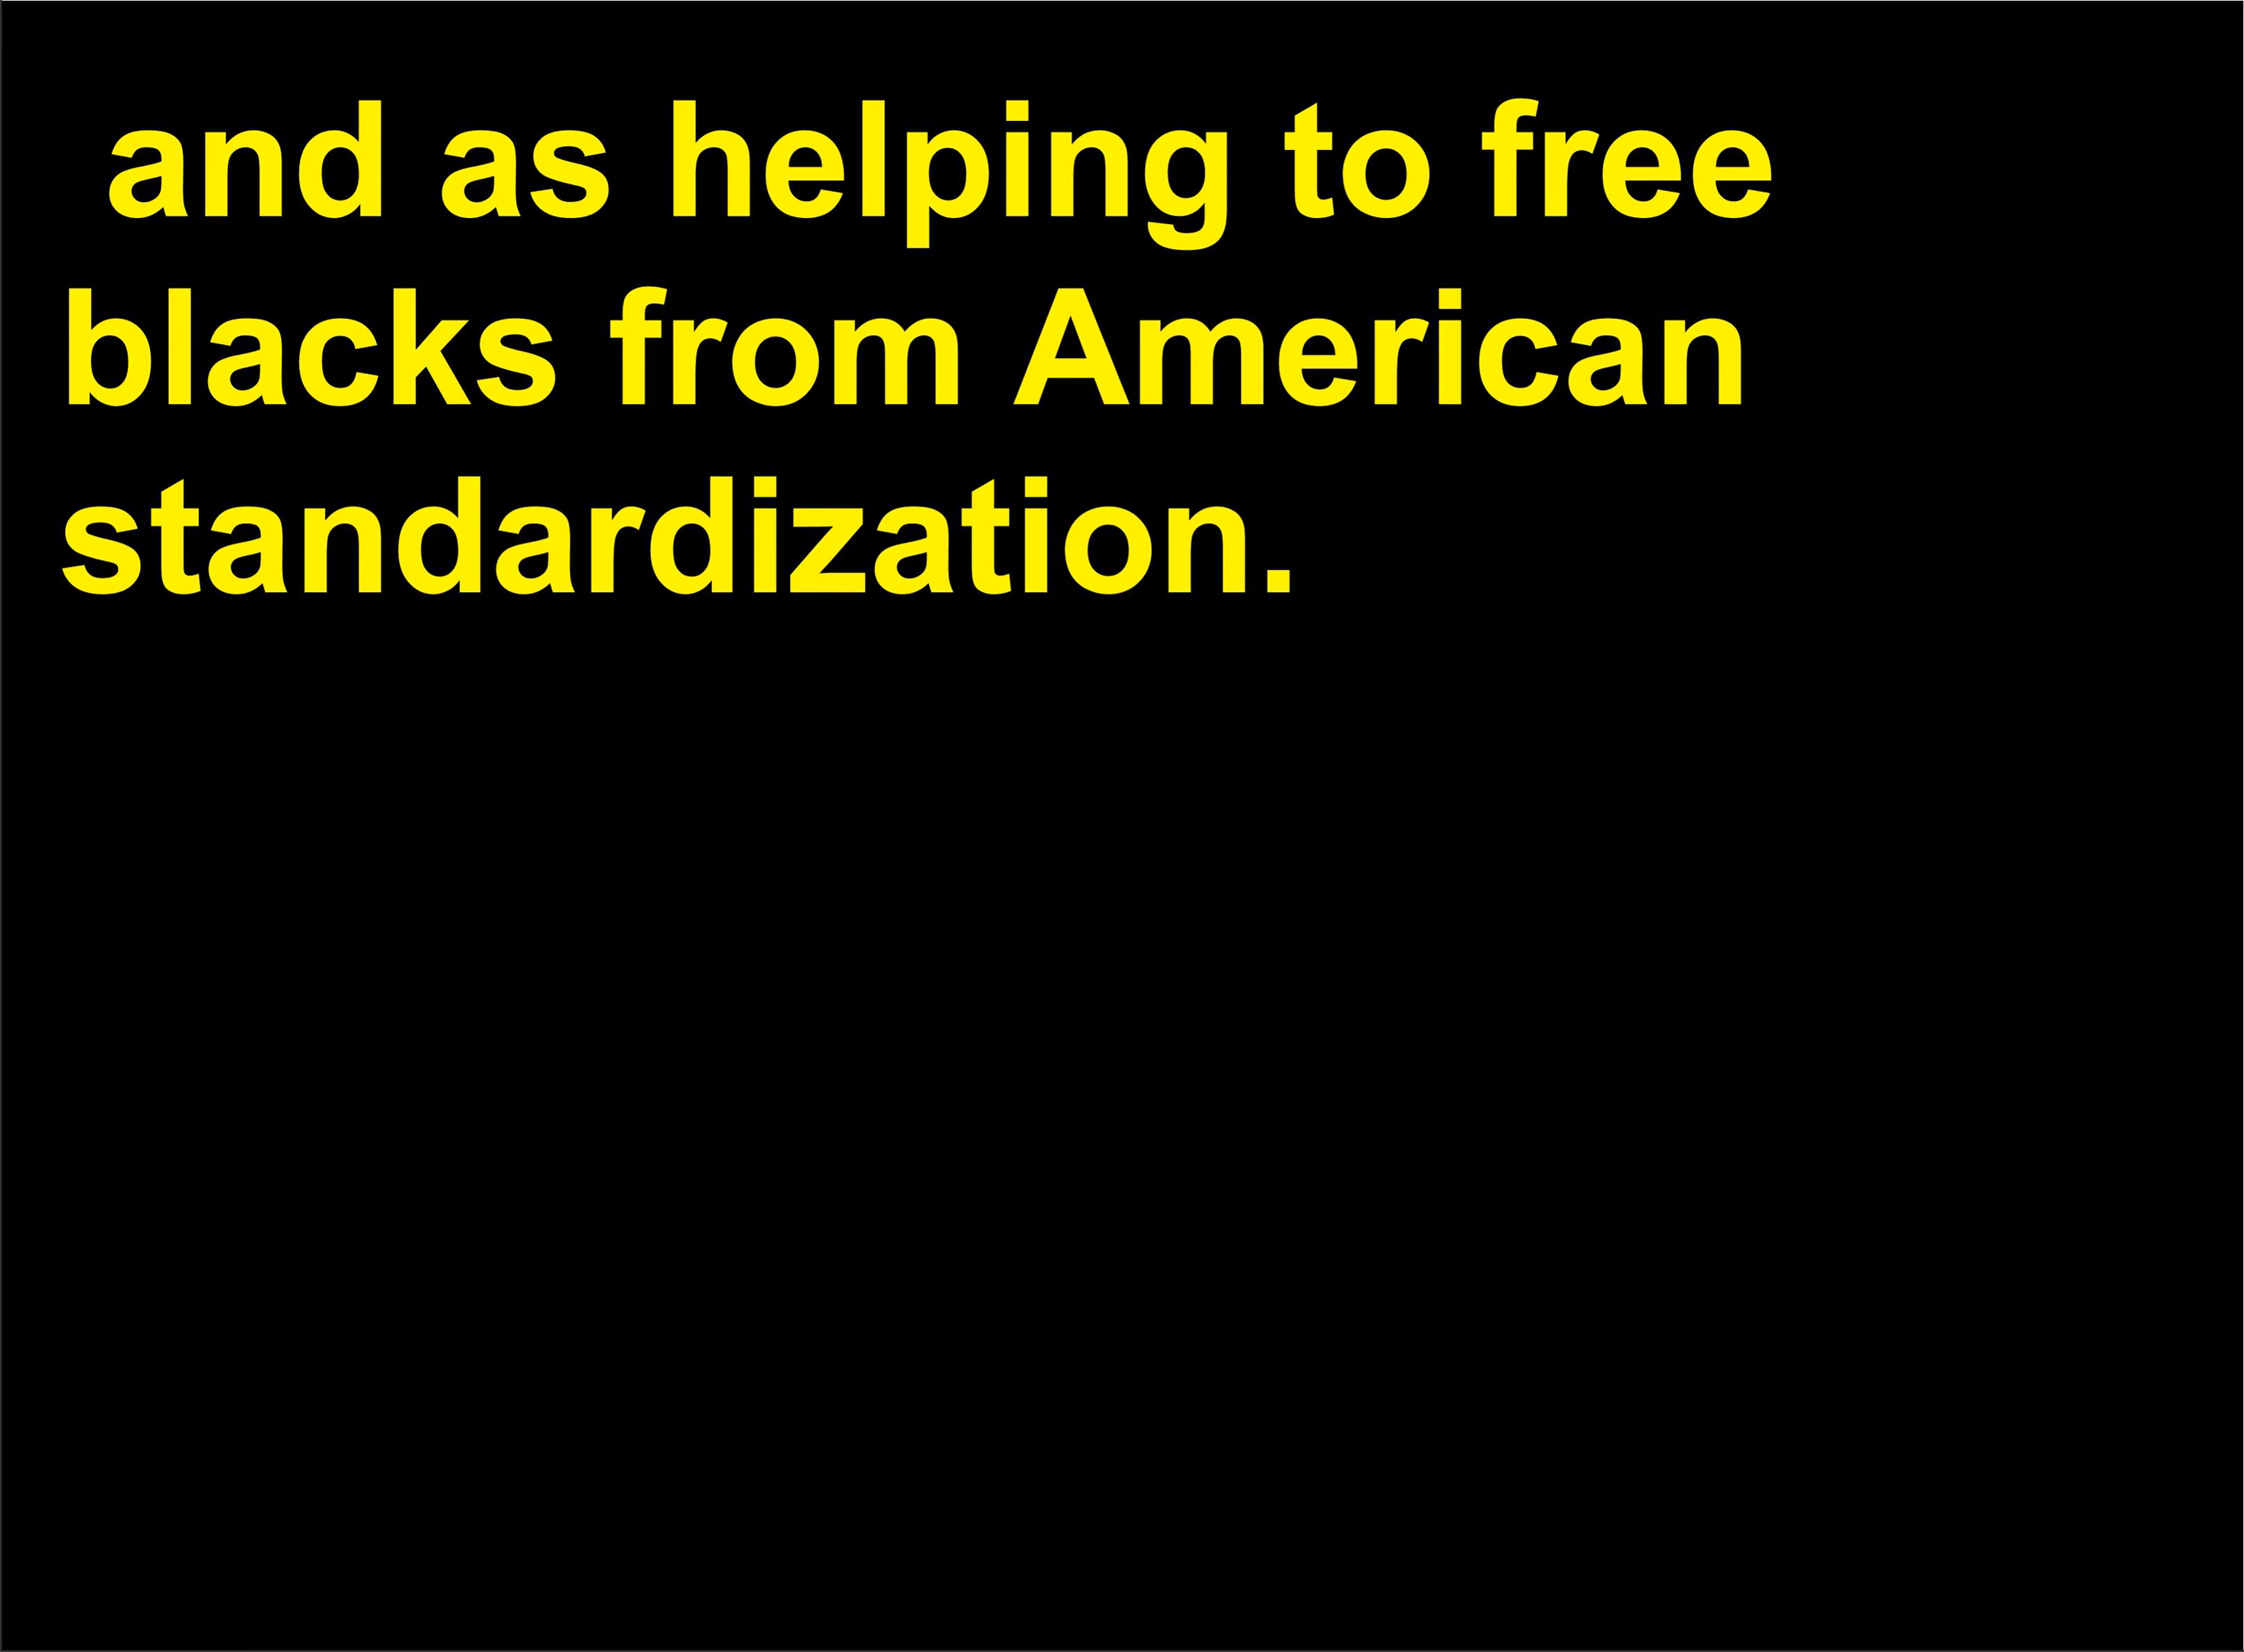 and as helping to free
blacks from American
standardization.